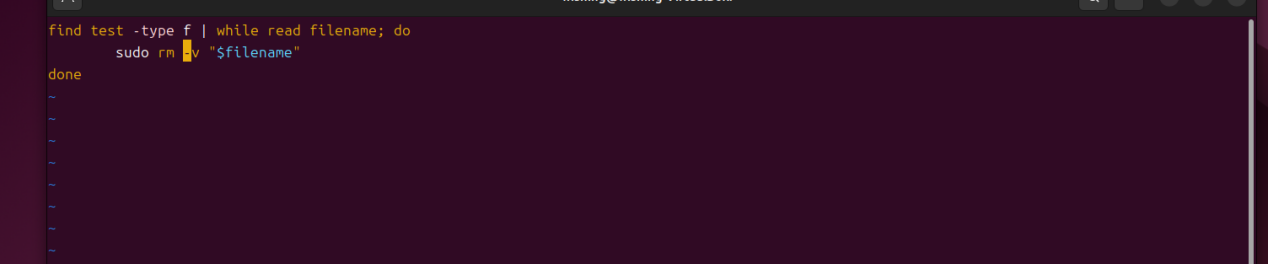 find test -type f | while read filename; do
        sudo rm -v "$filename"
done
~
~
~
~
~
~
~
~